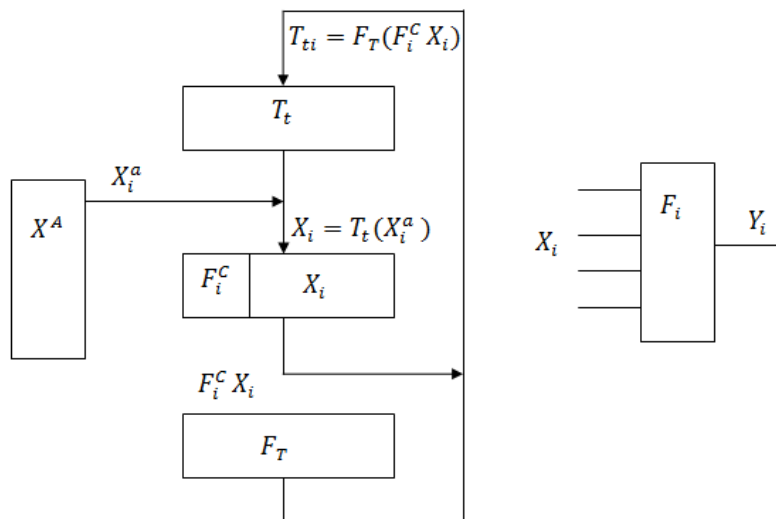 T_{ti} = F_T(F_i^C X_i)
T_t
X_i^a
X^A
X_i = T_t(X_i^a)
F_i^C
X_i
F_i^C X_i
F_T
X_i
F_i
Y_i